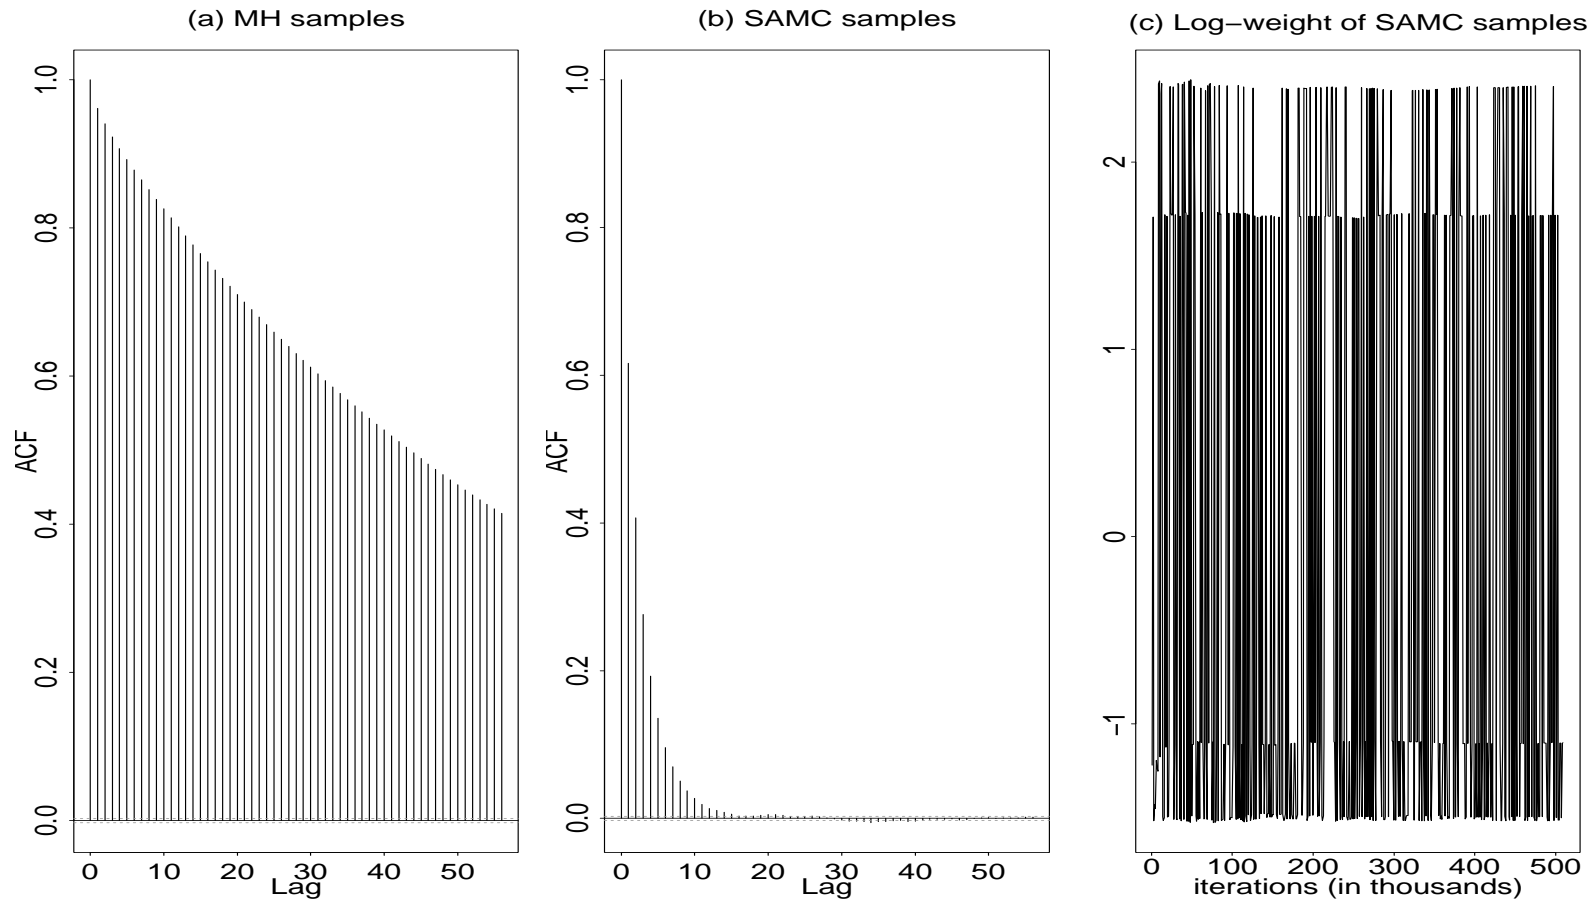 (a) MH samples
1.0
0.8
0.6
0.4
0.2
0.0
ACF
0 10 20 30 40 50
Lag
(b) SAMC samples
1.0
0.8
0.6
0.4
0.2
0.0
ACF
0 10 20 30 40 50
Lag
(c) Log−weight of SAMC samples
2
1
0
−1
0 100 200 300 400 500
iterations (in thousands)